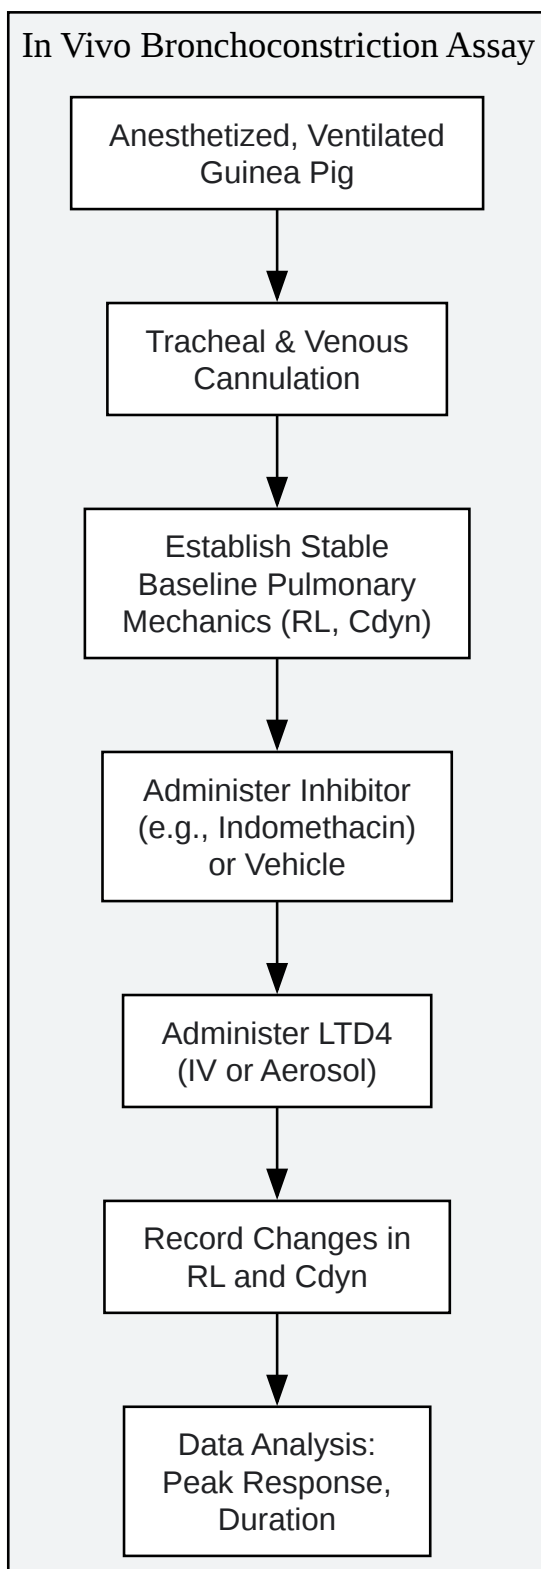 In Vivo Bronchoconstriction Assay
Anesthetized, Ventilated
Guinea Pig
Tracheal & Venous
Cannulation
Establish Stable
Baseline Pulmonary
Mechanics (RL, Cdyn)
Administer Inhibitor
(e.g., Indomethacin)
or Vehicle
Administer LTD4
(IV or Aerosol)
Record Changes in
RL and Cdyn
Data Analysis:
Peak Response,
Duration